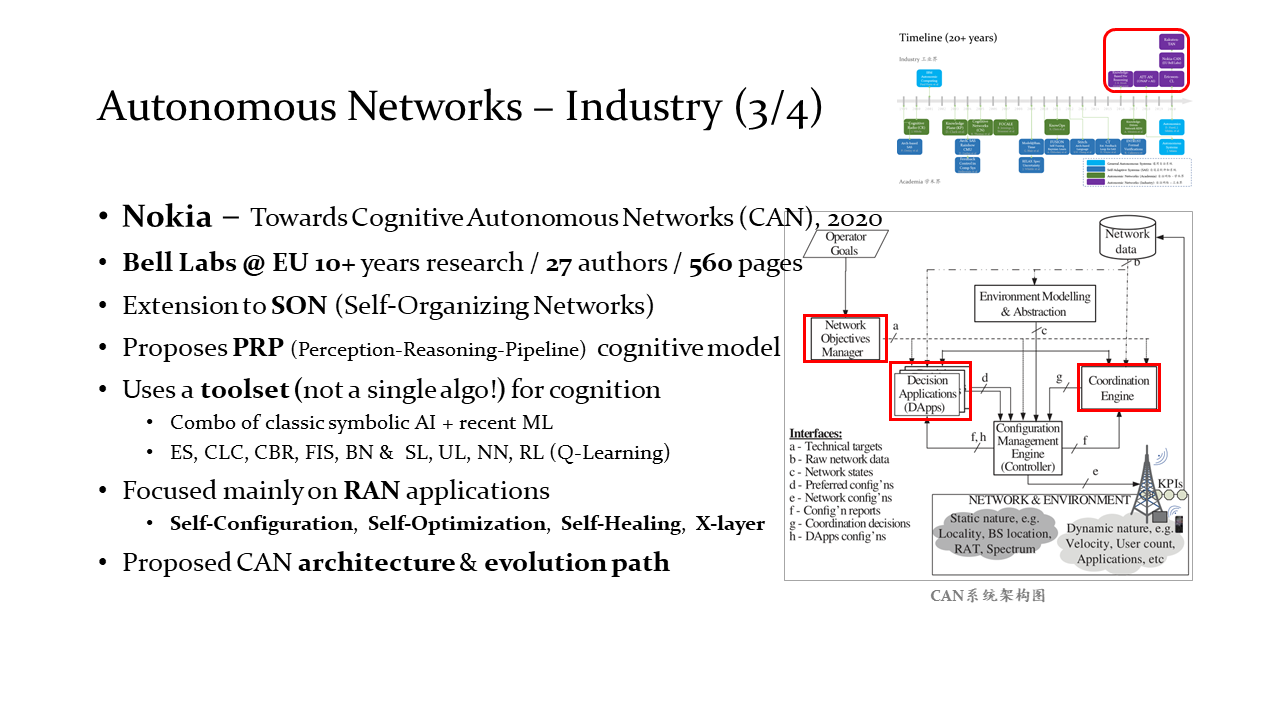 Autonomous Networks – Industry (3/4)
Timeline (20+ years)
Industry 工业界
Academia 学术界
• Nokia – Towards Cognitive Autonomous Networks (CAN), 2020
• Bell Labs @ EU 10+ years research / 27 authors / 560 pages
• Extension to SON (Self-Organizing Networks)
• Proposes PRP (Perception-Reasoning-Pipeline) cognitive model
• Uses a toolset (not a single algo!) for cognition
• Combo of classic symbolic AI + recent ML
• ES, CLC, CBR, FIS, BN & SL, UL, NN, RL (Q-Learning)
• Focused mainly on RAN applications
• Self-Configuration, Self-Optimization, Self-Healing, X-layer
• Proposed CAN architecture & evolution path
Operator
Goals
Network
data
b
Environment Modelling
& Abstraction
c
Network
Objectives
Manager
a
Decision
Applications
(DApps)
d
g
Coordination
Engine
Configuration
Management
Engine
(Controller)
f, h
f
e
Interfaces:
a - Technical targets
b - Raw network data
c - Network states
d - Preferred config'n
e - Network config'ns
f - Config'n reports
g - Coordination decisions
h - DApps config'ns
KPIs
NETWORK & ENVIRONMENT
Static nature, e.g.
Locality, BS location,
RAT, Spectrum
Dynamic nature, e.g.
Velocity, User count,
Applications, etc
CAN系统架构图